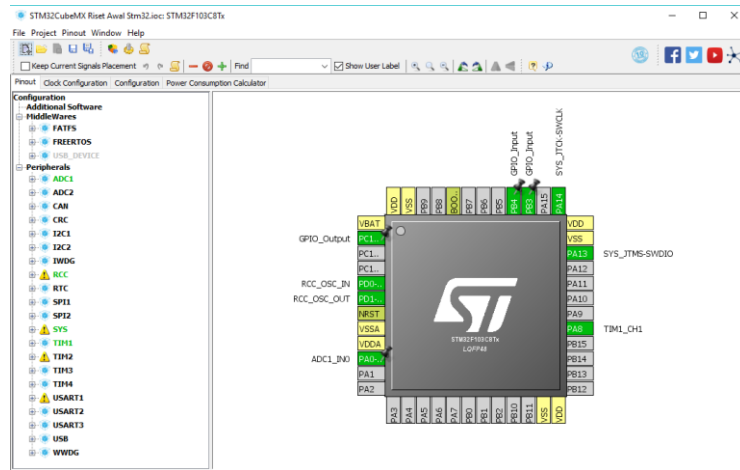 STM32CubeMX Riset Awal Stm32.ioc: STM32F103C8Tx
File Project Pinout Window Help
Keep Current Signals Placement
Find
Show User Label
Pinout Clock Configuration Configuration Power Consumption Calculator
Configuration
Additional Software
MiddleWares
FATFS
FREERTOS
USB_DEVICE
Peripherals
ADC1
ADC2
CAN
CRC
I2C1
I2C2
IWDG
RCC
RTC
SPI1
SPI2
SYS
TIM1
TIM2
TIM3
TIM4
USART1
USART2
USART3
USB
WWDG
GPIO_Input
GPIO_Input
SYS_JTCK-SWCLK
VDD
VSS
PB9
PB8
BOO..
PB7
PB6
PB5
PB4
PB3
PA15
PA14
VBAT
GPIO_Output PC1..
PC1..
PC1..
RCC_OSC_IN PD0-..
RCC_OSC_OUT PD1-..
NRST
VSSA
VDDA
ADC1_IN0 PA0-..
PA1
PA2
STM32F103C8Tx
LQFP48
VDD
VSS
PA13 SYS_JTMS-SWDIO
PA12
PA11
PA10
PA9
PA8 TIM1_CH1
PB15
PB14
PB13
PB12
PA3
PA4
PA5
PA6
PA7
PB0
PB1
PB2
PB10
PB11
VSS
VDD